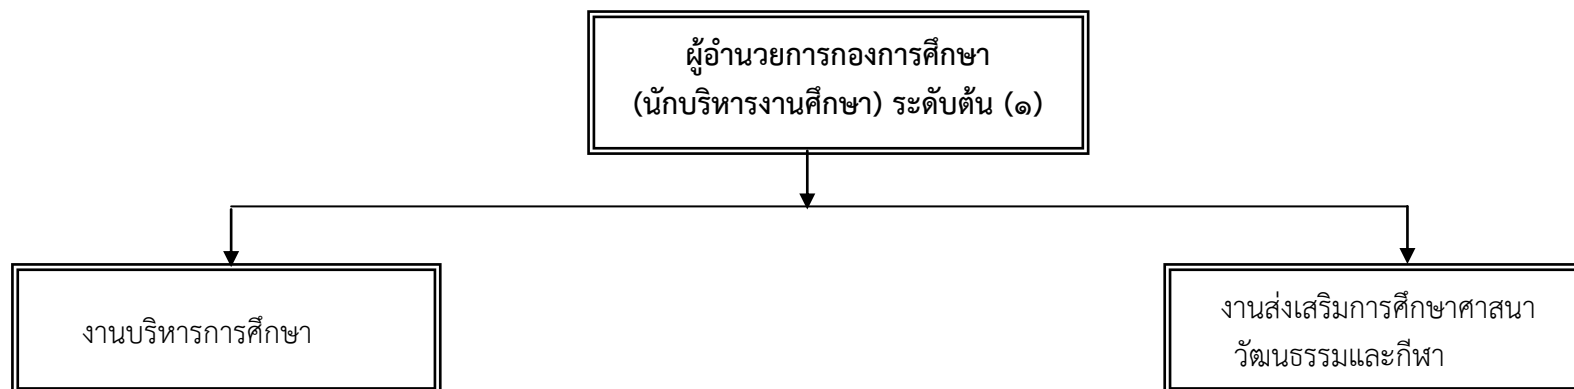 ผู้อำนวยการกองการศึกษา
(นักบริหารงานศึกษา) ระดับต้น (๑)
งานบริหารการศึกษา
งานส่งเสริมการศึกษาศาสนา
วัฒนธรรมและกีฬา